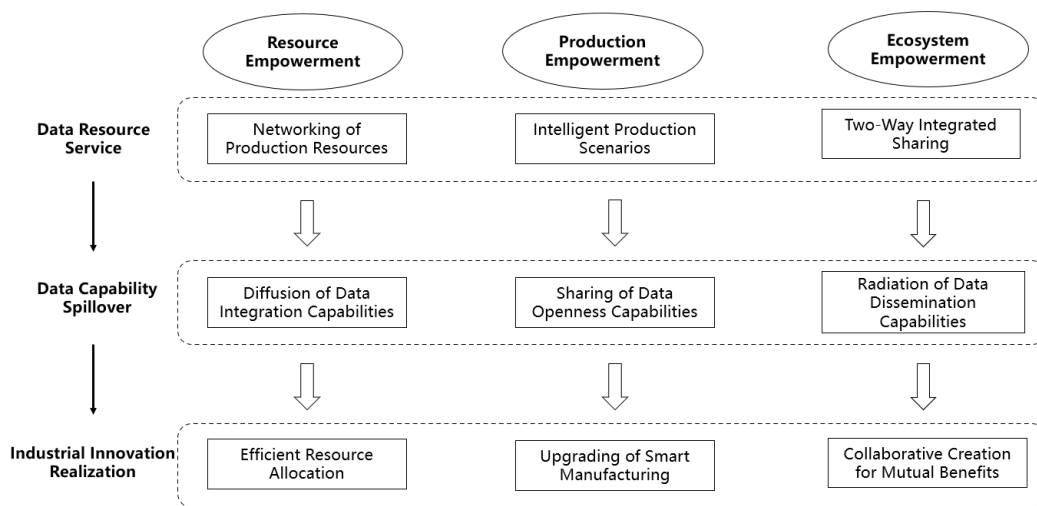 Resource
Empowerment
Production
Empowerment
Ecosystem
Empowerment
Data Resource
Service
Networking of
Production Resources
Intelligent Production
Scenarios
Two-Way Integrated
Sharing
Data Capability
Spillover
Diffusion of Data
Integration Capabilities
Sharing of Data
Openness Capabilities
Radiation of Data
Dissemination
Capabilities
Industrial Innovation
Realization
Efficient Resource
Allocation
Upgrading of Smart
Manufacturing
Collaborative Creation
for Mutual Benefits